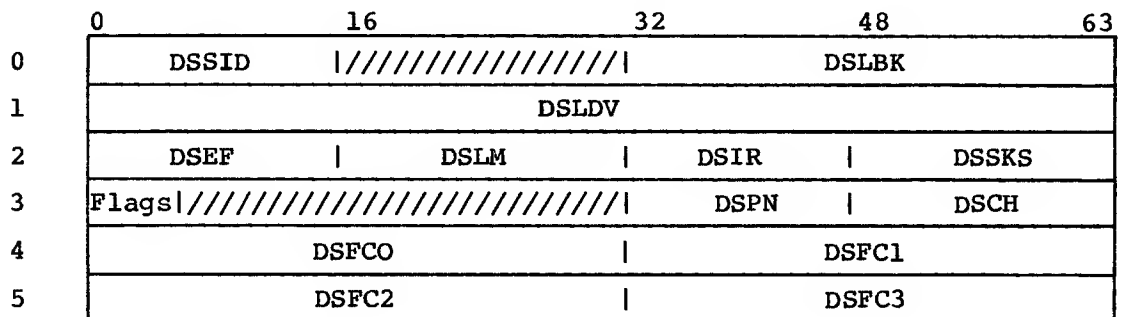 0 16 32 48 63
0 DSSID |/////////////////| DSLBK
1 DSLDV
2 DSEF | DSLM | DSIR | DSSKS
3 Flags|////////////////////////////| DSPN | DSCH
4 DSFCO | DSFC1
5 DSFC2 | DSFC3